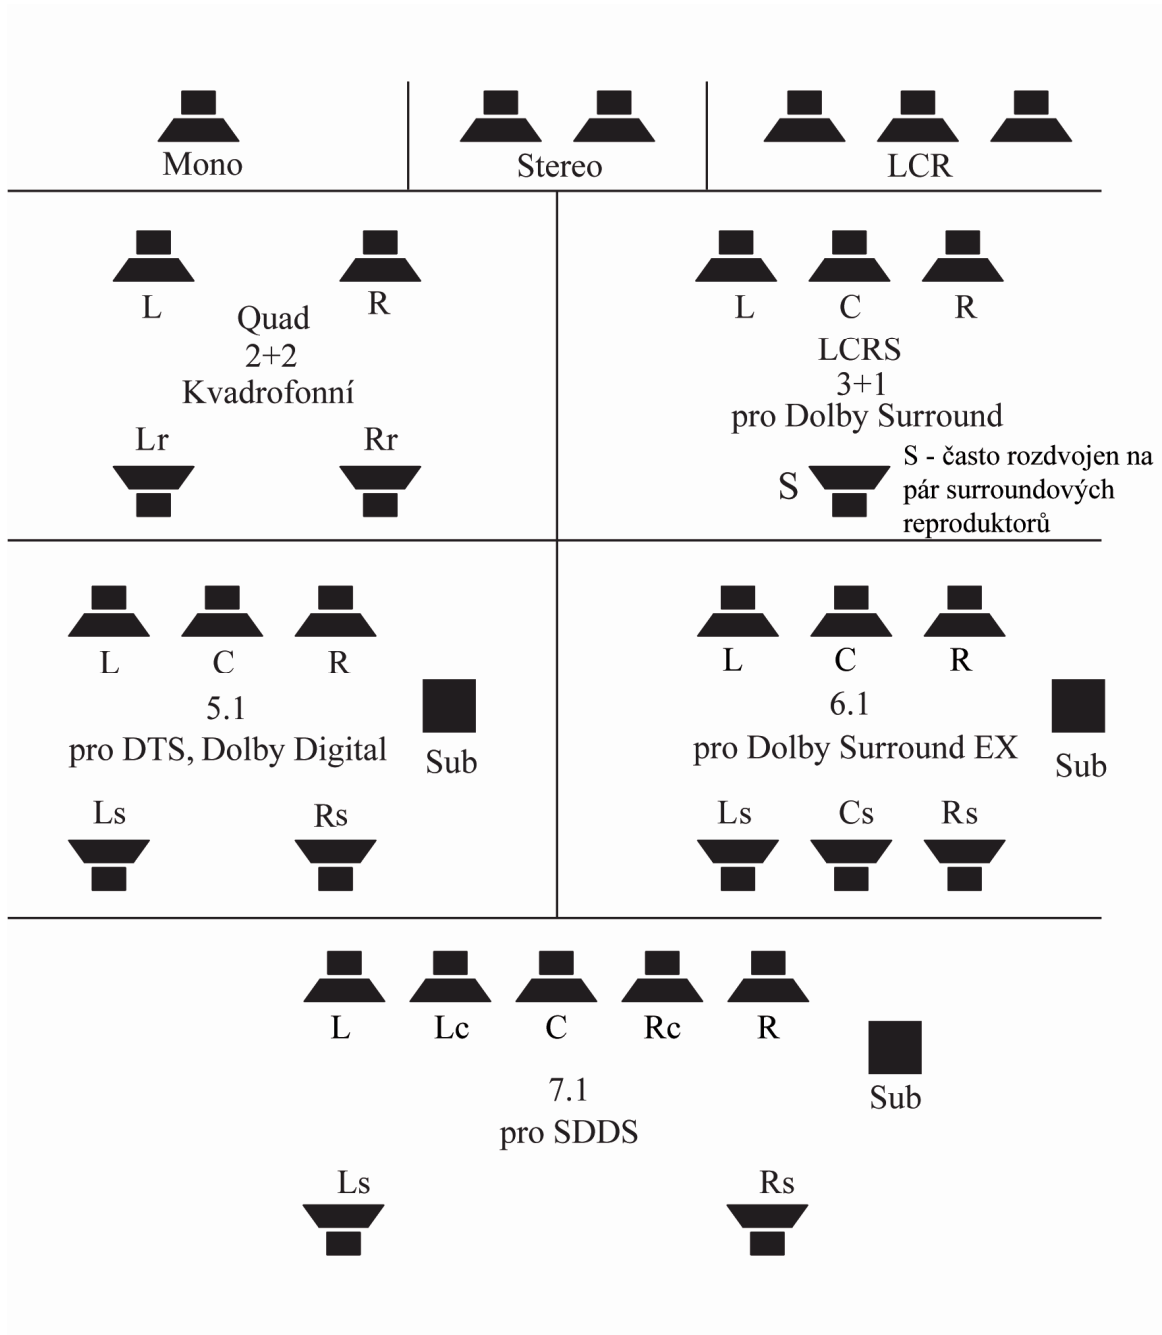 Mono
Stereo
LCR
L
R
Quad
2+2
Kvadrofonní
Lr
Rr
L
C
R
LCRS
3+1
pro Dolby Surround
S
S - často rozdvojen na
pár surroundových
reproduktorů
L
C
R
5.1
pro DTS, Dolby Digital
Sub
Ls
Rs
L
C
R
6.1
pro Dolby Surround EX
Sub
Ls
Cs
Rs
L
Lc
C
Rc
R
7.1
pro SDDS
Sub
Ls
Rs